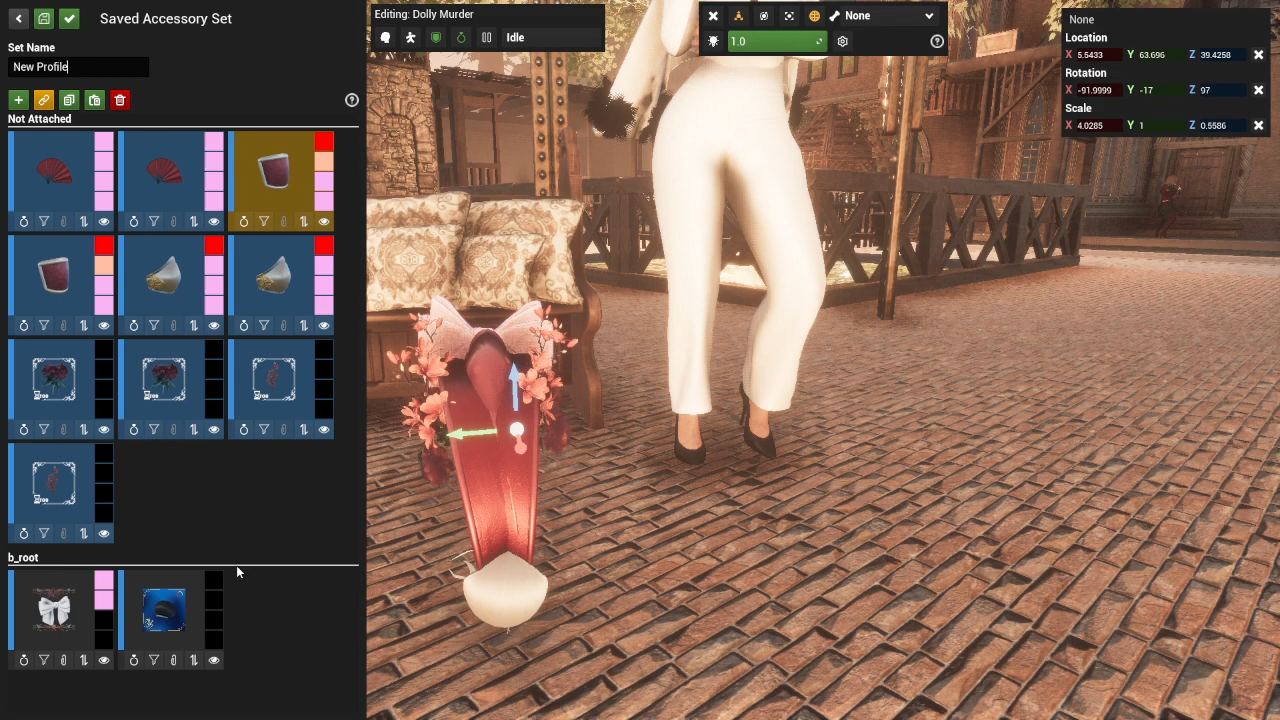 Saved Accessory Set
Set Name
New Profile
Not Attached
b_root
Editing: Dolly Murder
Idle
None
1.0
None
Location
X 5.5433 Y 63.696 Z 39.4258
Rotation
X -91.9999 Y -17 Z 97
Scale
X 4.0285 Y 1 Z 0.5586